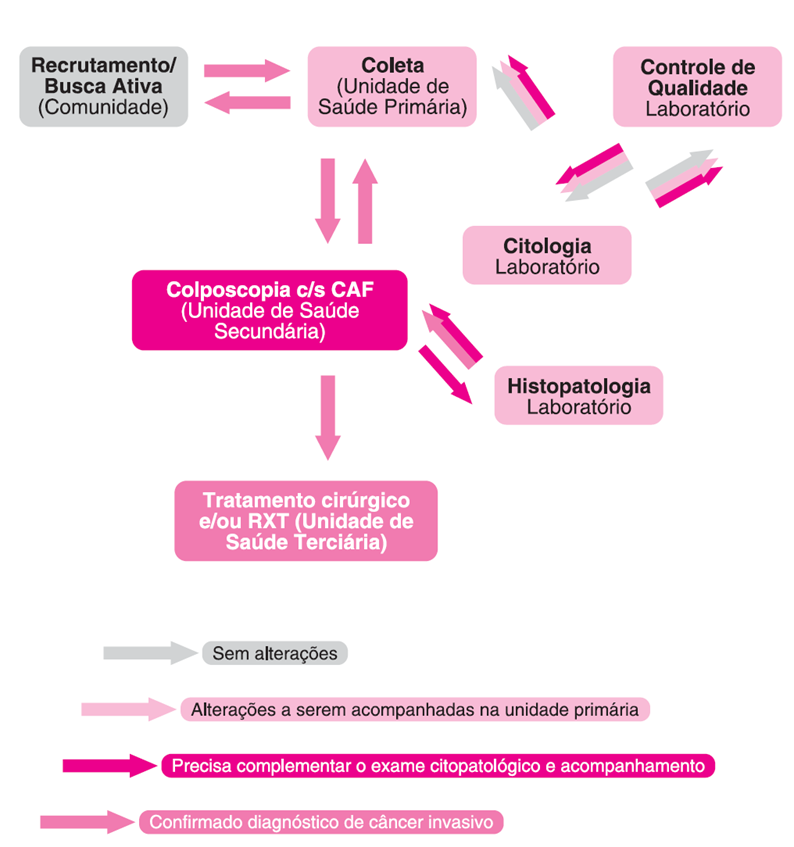 Recrutamento/
Busca Ativa
(Comunidade)
Coleta
(Unidade de
Saúde Primária)
Controle de
Qualidade
Laboratório
Citologia
Laboratório
Colposcopia c/s CAF
(Unidade de Saúde
Secundária)
Histopatologia
Laboratório
Tratamento cirúrgico
e/ou RXT (Unidade de
Saúde Terciária)
Sem alterações
Alterações a serem acompanhadas na unidade primária
Precisa complementar o exame citopatológico e acompanhamento
Confirmado diagnóstico de câncer invasivo